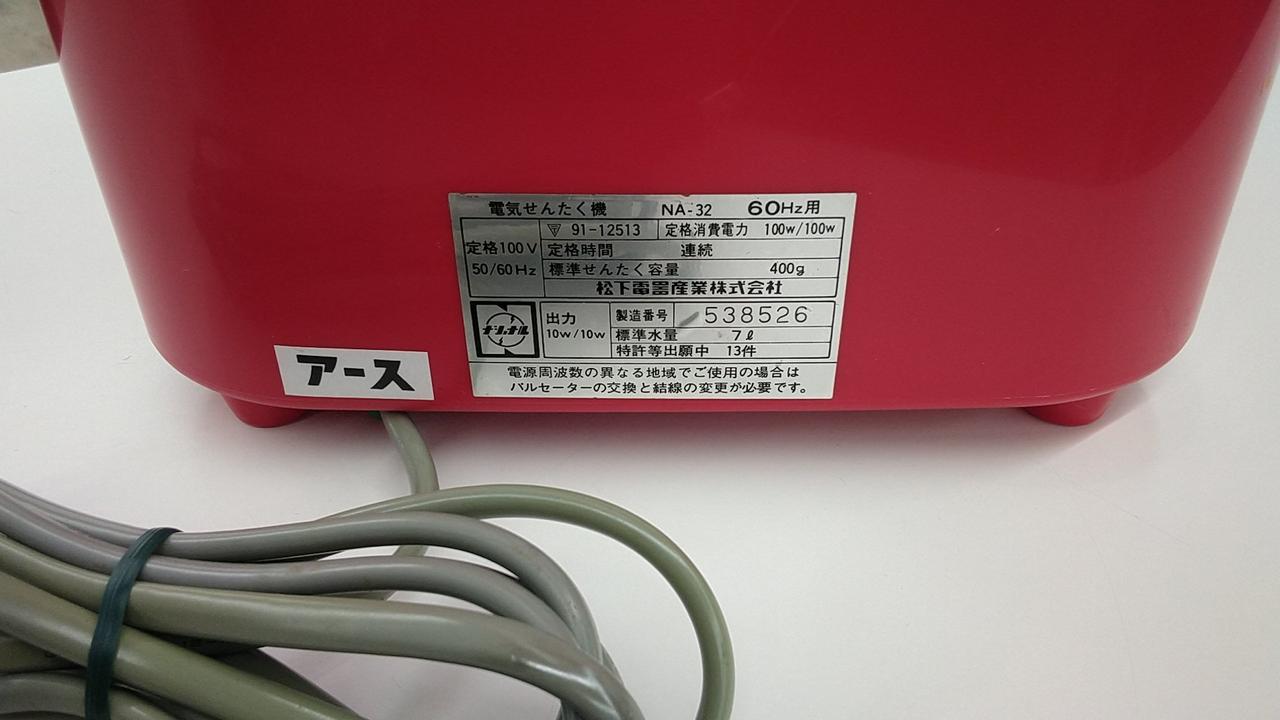 電気せんたく機 NA-32 60Hz用
定格100V
50/60Hz
▽ 91-12513 定格消費電力 100w/100w
定格時間 連続
標準せんたく容量 400g
松下電器産業株式会社
ナショナル
出力
10w/10w
製造番号 538526
標準水量 7ℓ
特許等出願中 13件
電源周波数の異なる地域でご使用の場合は
パルセーターの交換と結線の変更が必要です。
アース